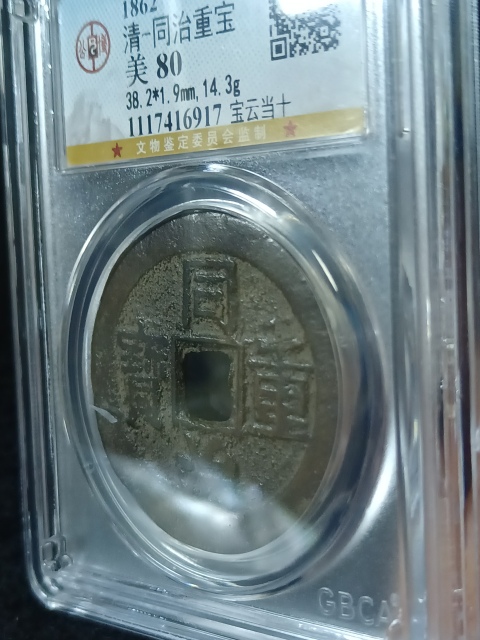 1862
清-同治重宝
美 80
38.2*1.9mm,14.3g
1117416917 宝云当十
文物鉴定委员会监制
同
寶 重
GBCA